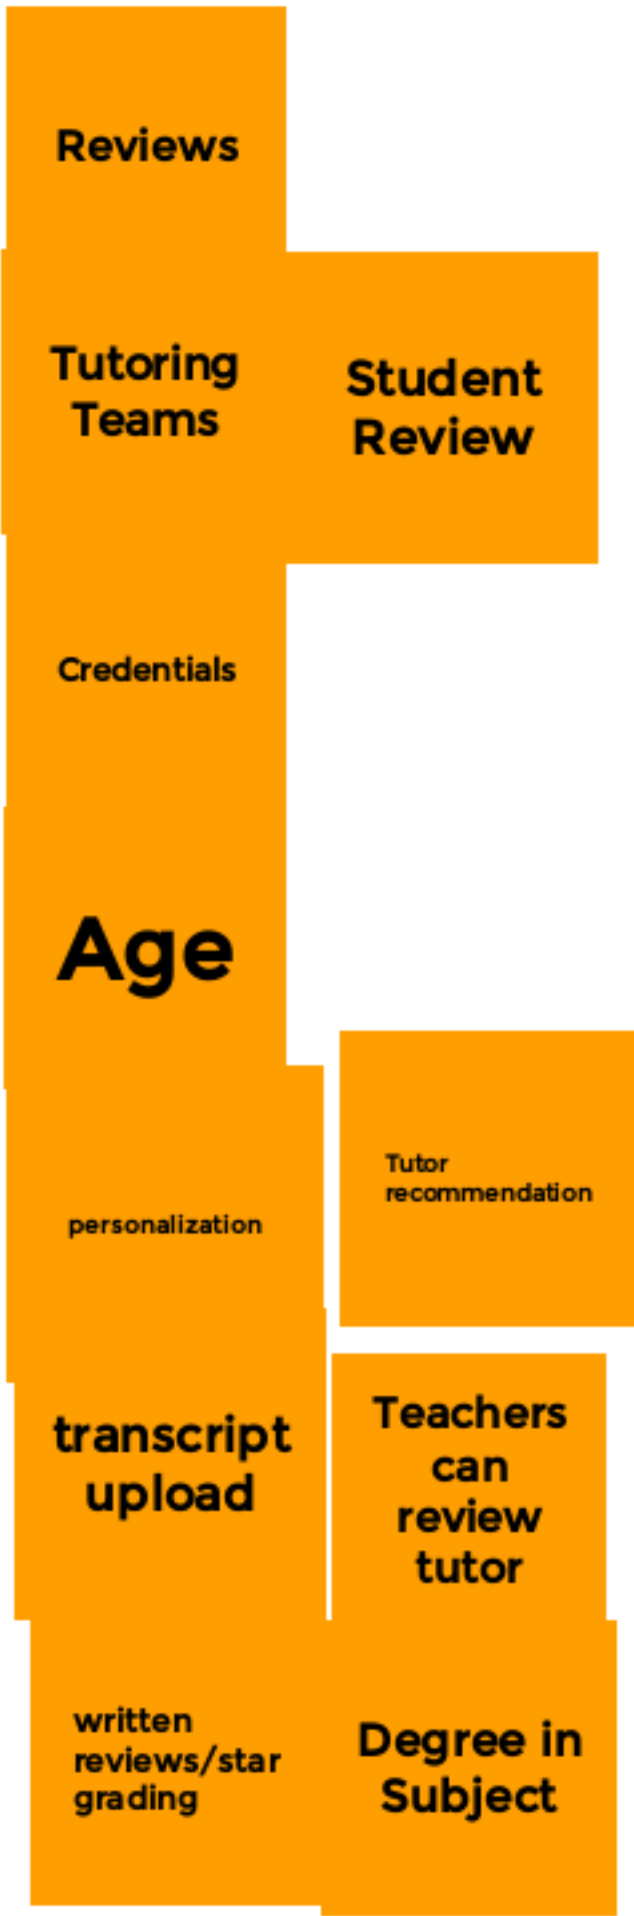 Reviews
Tutoring
Teams
Student
Review
Credentials
Age
personalization
Tutor
recommendation
transcript
upload
Teachers
can
review
tutor
written
reviews/star
grading
Degree in
Subject